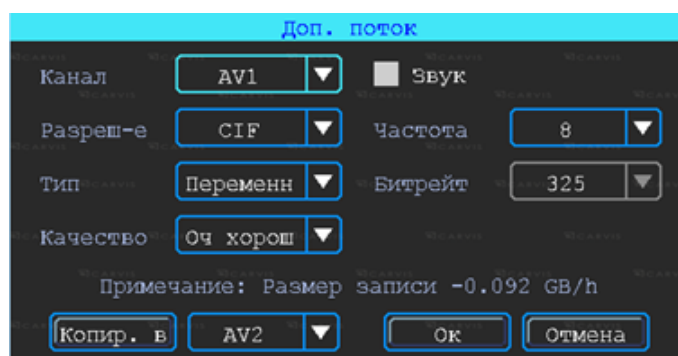 Доп. поток
Канал AV1 Звук
Разреш-е CIF Частота 8
Тип Переменн Битрейт 325
Качество Оч хорош
Примечание: Размер записи -0.092 GB/h
Копир. в AV2 Ок Отмена